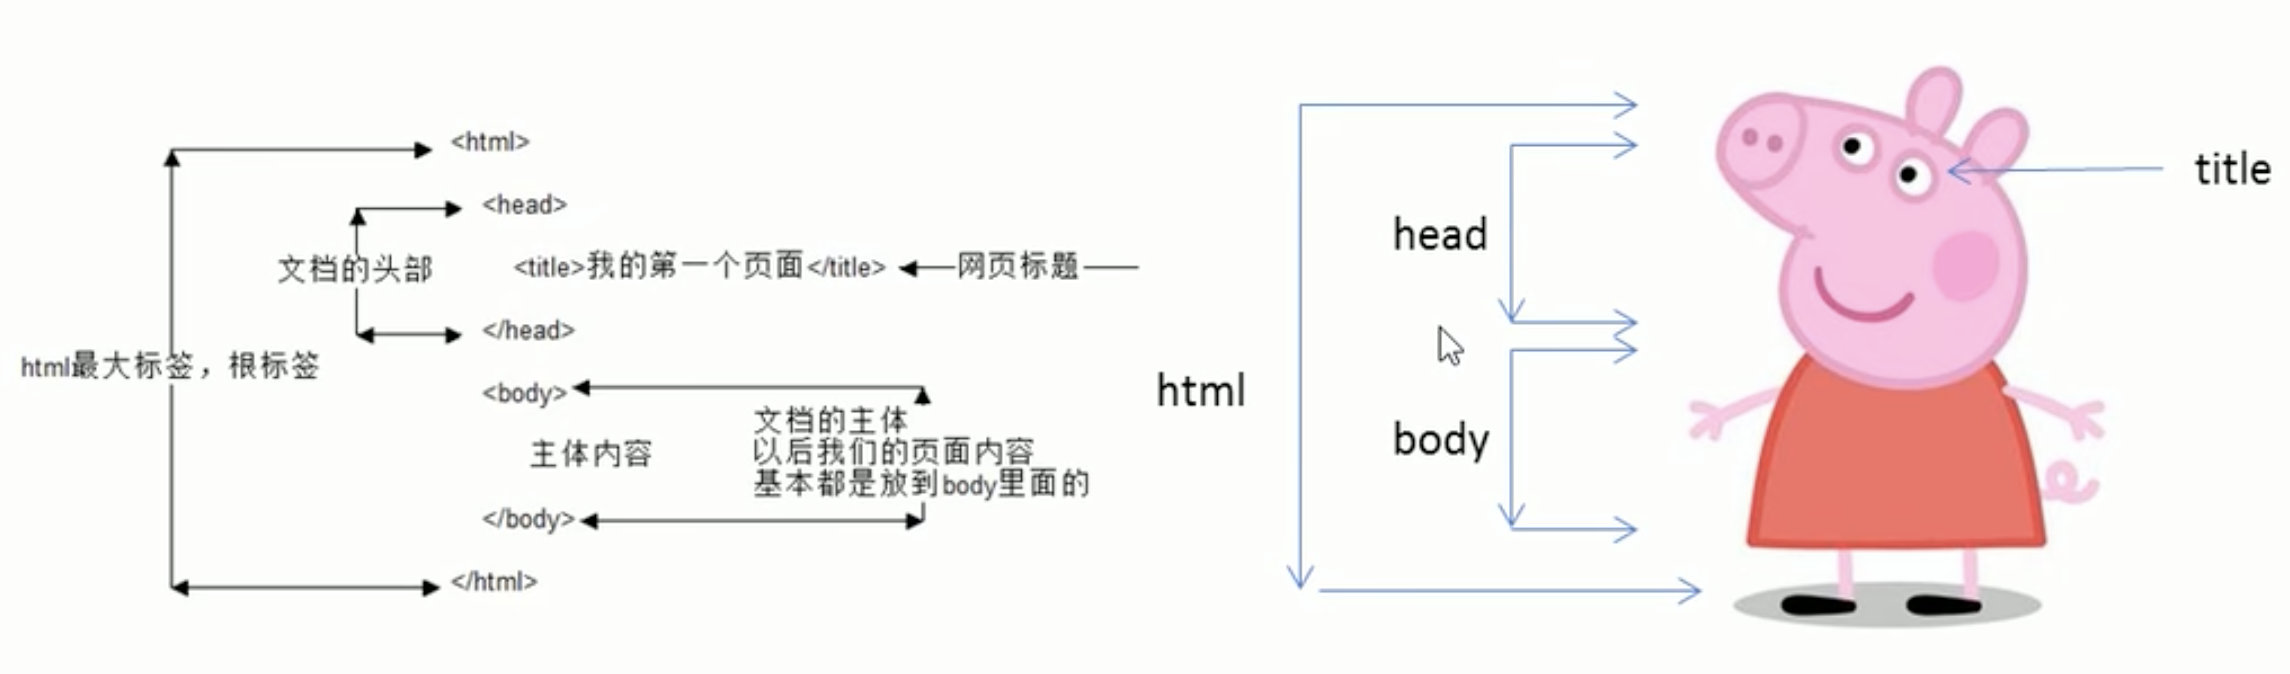 <html>
<head>
文档的头部
<title>我的第一个页面</title>
网页标题
</head>
html最大标签，根标签
<body>
文档的主体
以后我们的页面内容
基本都是放到body里面的
主体内容
</body>
</html>
html
head
body
title